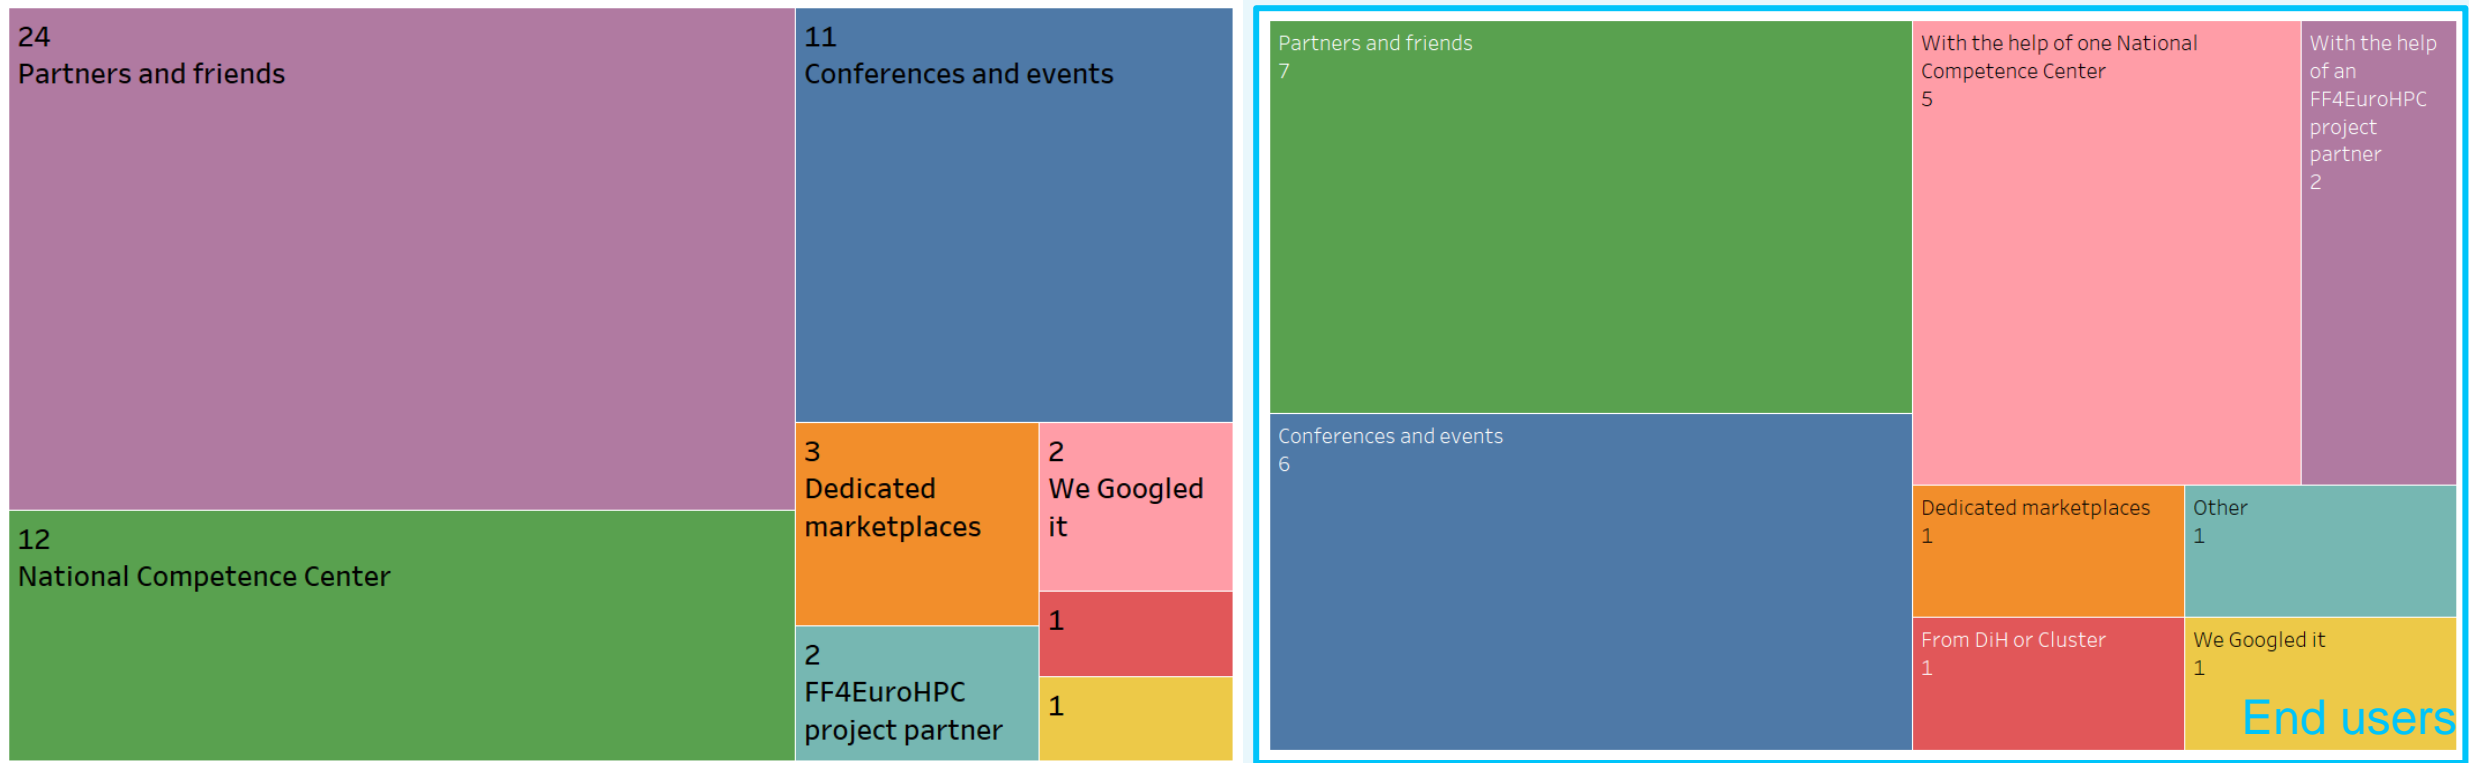 24
Partners and friends
12
National Competence Center
11
Conferences and events
3
Dedicated
marketplaces
2
FF4EuroHPC
project partner
2
We Googled
it
1
1
Partners and friends
7
Conferences and events
6
With the help of one National
Competence Center
5
With the help
of an
FF4EuroHPC
project
partner
2
Dedicated marketplaces
1
Other
1
From DiH or Cluster
1
We Googled it
1
End users